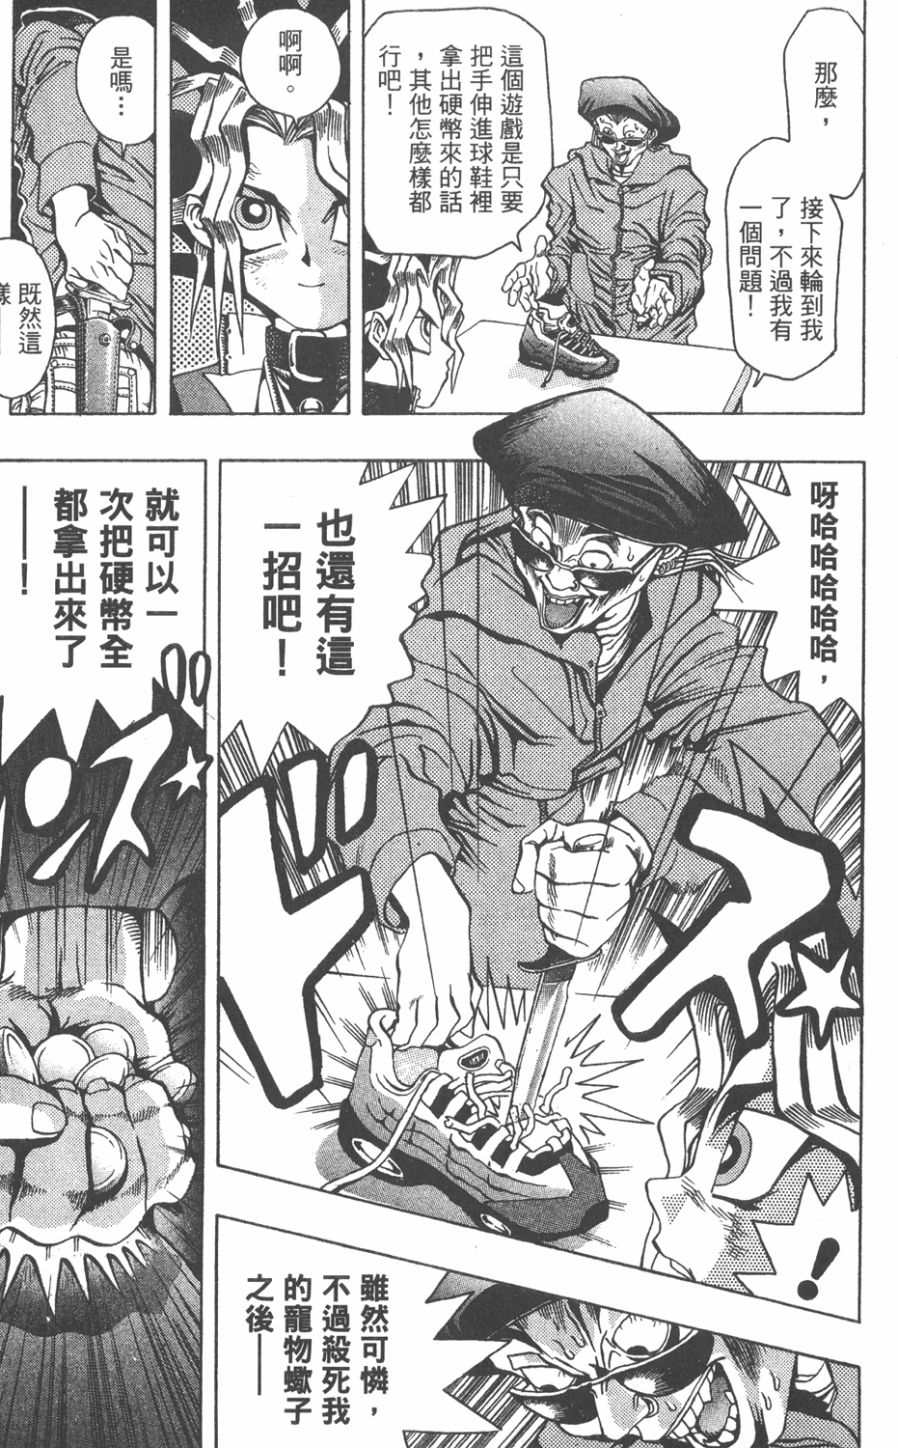 那麼，
接下來輪到我
了，不過我有
一個問題！
這個遊戲是只要
把手伸進球鞋裡
拿出硬幣來的話
，其他怎麼樣都
行吧！
啊啊。
是嗎…
既然這
樣
呀哈哈哈哈哈，
也還有這
一招吧！
ドズ
！
雖然可憐，
不過殺死我
的寵物蠍子
之後——
就可以一
次把硬幣全
都拿出來了
——！
ズズ